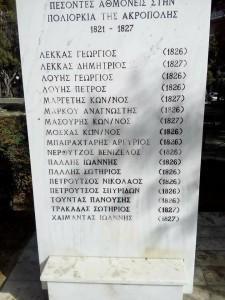 ΠΕΣΟΝΤΕΣ ΑΘΜΟΝΕΙΣ ΣΤΗΝ
ΠΟΛΙΟΡΚΙΑ ΤΗΣ ΑΚΡΟΠΟΛΗΣ
1821 - 1827
ΛΕΚΚΑΣ ΓΕΩΡΓΙΟΣ (1826)
ΛΕΚΚΑΣ ΔΗΜΗΤΡΙΟΣ (1827)
ΛΟΥΗΣ ΓΕΩΡΓΙΟΣ (1826)
ΛΟΥΗΣ ΠΕΤΡΟΣ (1826)
ΜΑΡΓΕΤΗΣ ΚΩΝ/ΝΟΣ (1827)
ΜΑΡΚΟΥ ΑΝΑΓΝΩΣΤΗΣ (1826)
ΜΑΣΟΥΡΗΣ ΚΩΝ/ΝΟΣ (1827)
ΜΟΣΧΑΣ ΚΩΝ/ΝΟΣ (1826)
ΜΠΑΙΡΑΧΤΑΡΗΣ ΑΡΓΥΡΙΟΣ (1826)
ΝΕΡΟΥΤΖΟΣ ΒΕΝΙΖΕΛΟΣ (1826)
ΠΑΛΛΗΣ ΙΩΑΝΝΗΣ (1826)
ΠΑΛΛΗΣ ΣΩΤΗΡΙΟΣ (1826)
ΠΕΤΡΟΥΤΣΟΣ ΝΙΚΟΛΑΟΣ (1826)
ΠΕΤΡΟΥΤΣΟΣ ΣΠΥΡΙΔΩΝ (1826)
ΤΟΥΝΤΑΣ ΠΑΝΟΥΣΗΣ (1826)
ΤΡΑΚΑΔΑΣ ΣΩΤΗΡΙΟΣ (1827)
ΧΑΙΜΑΝΤΑΣ ΙΩΑΝΝΗΣ (1827)